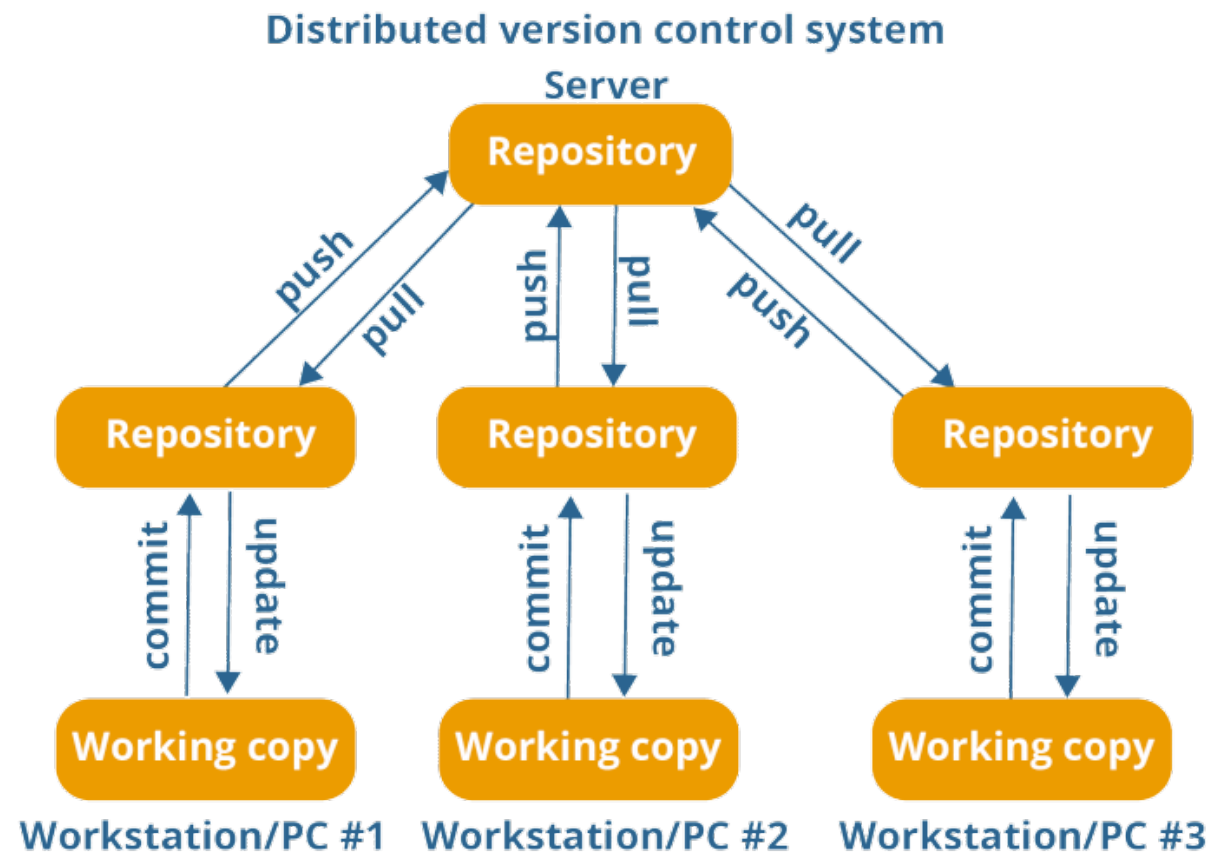 Distributed version control system
Server
Repository
push
pull
push
pull
push
pull
Repository
Repository
Repository
commit
update
commit
update
commit
update
Working copy
Working copy
Working copy
Workstation/PC #1
Workstation/PC #2
Workstation/PC #3